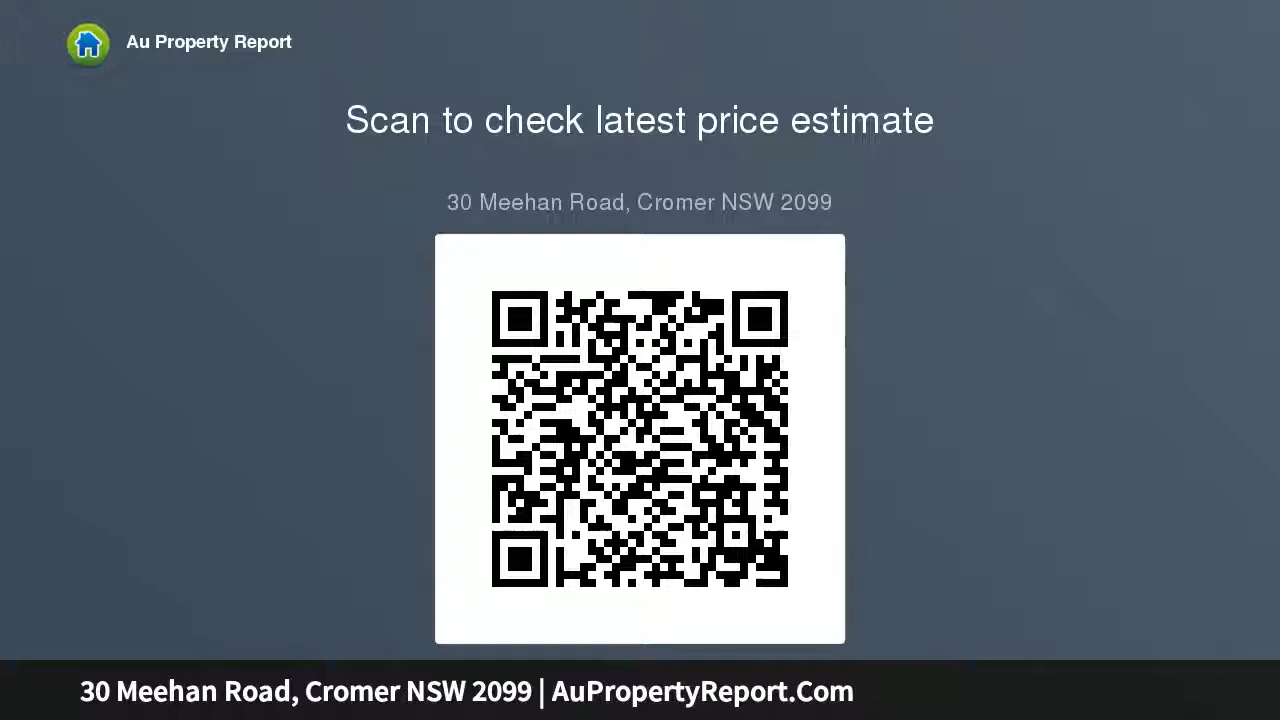 Au Property Report
Scan to check latest price estimate
30 Meehan Road, Cromer NSW 2099
30 Meehan Road, Cromer NSW 2099 | AuPropertyReport.Com